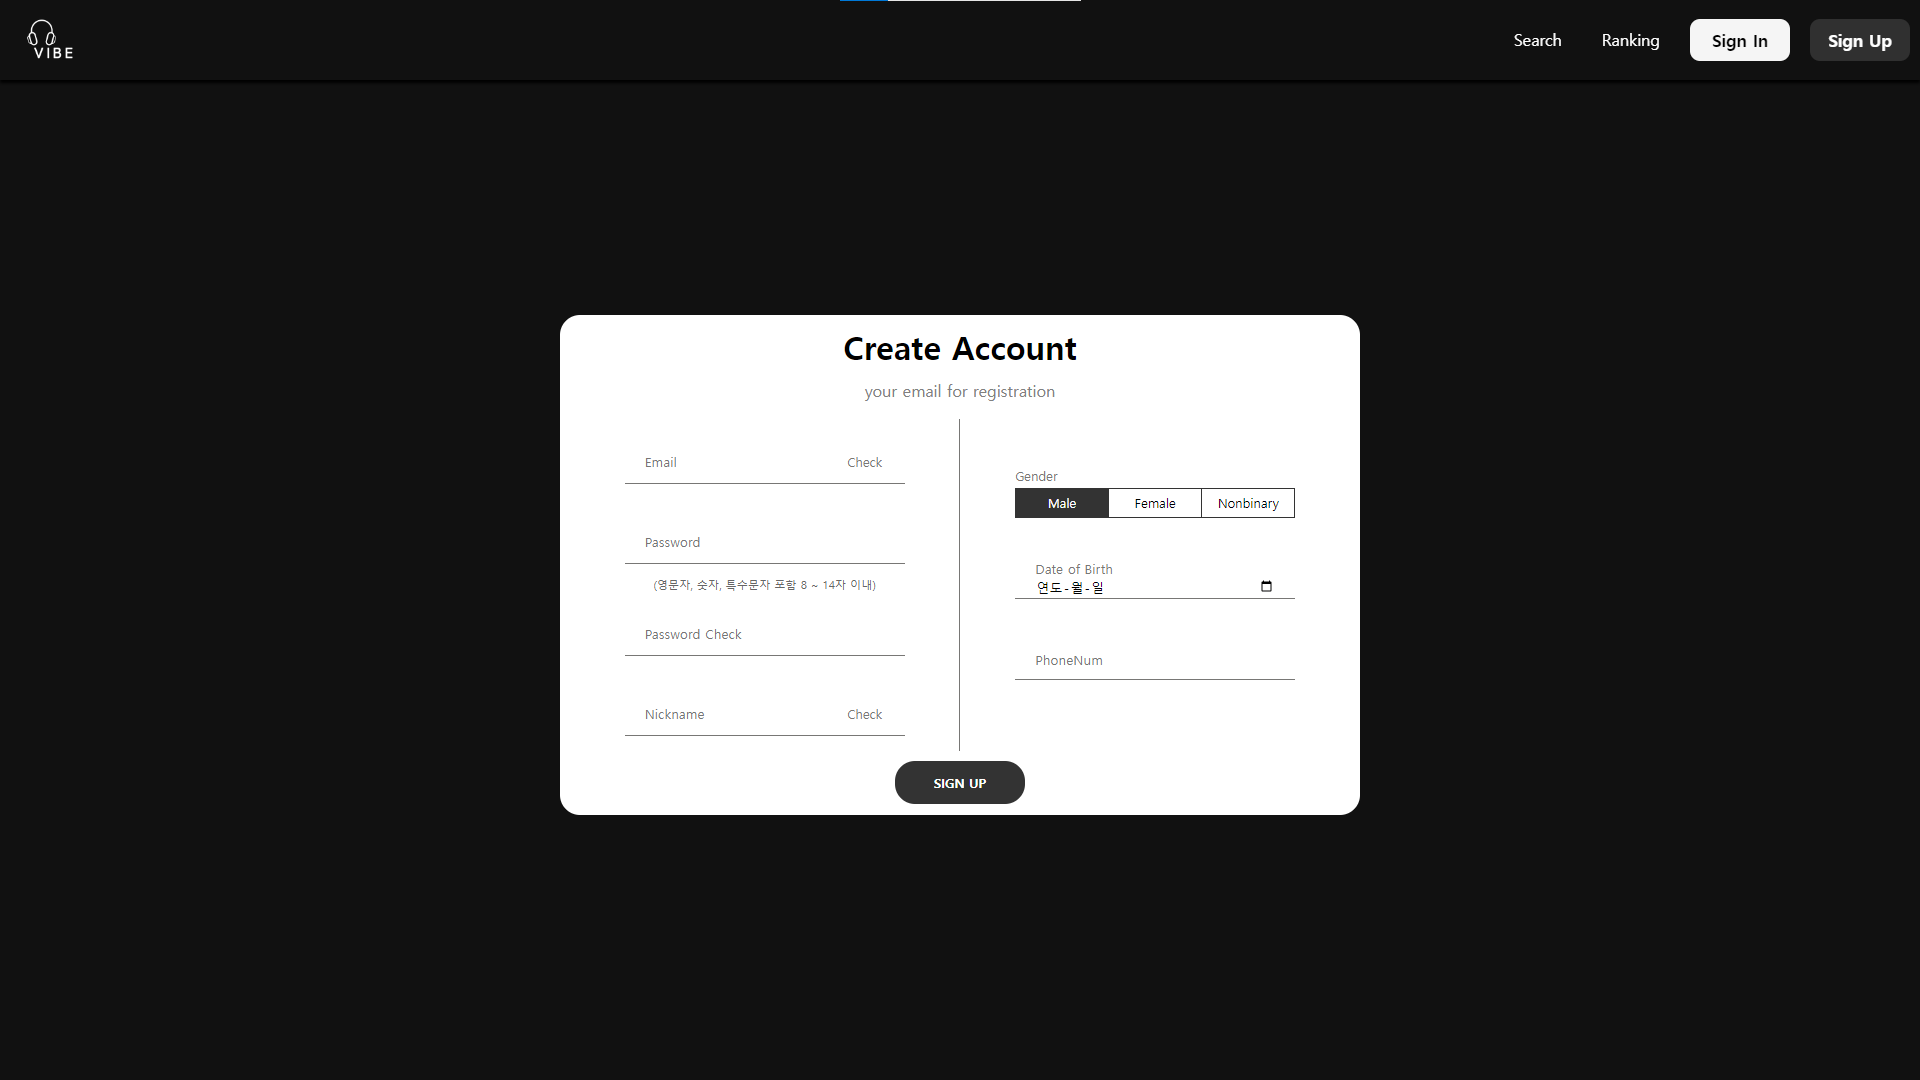 VIBE
Search
Ranking
Sign In
Sign Up
Create Account
your email for registration
Email
Check
Password
(영문자, 숫자, 특수문자 포함 8 ~ 14자 이내)
Password Check
Nickname
Check
Gender
Male
Female
Nonbinary
Date of Birth
연도-월-일
PhoneNum
SIGN UP